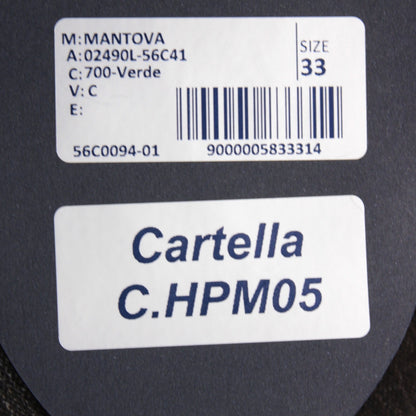 M: MANTOVA
A: 02490L-56C41
C: 700-Verde
V: C
E:
SIZE
33
56C0094-01
9000005833314
Cartella
C.HPM05